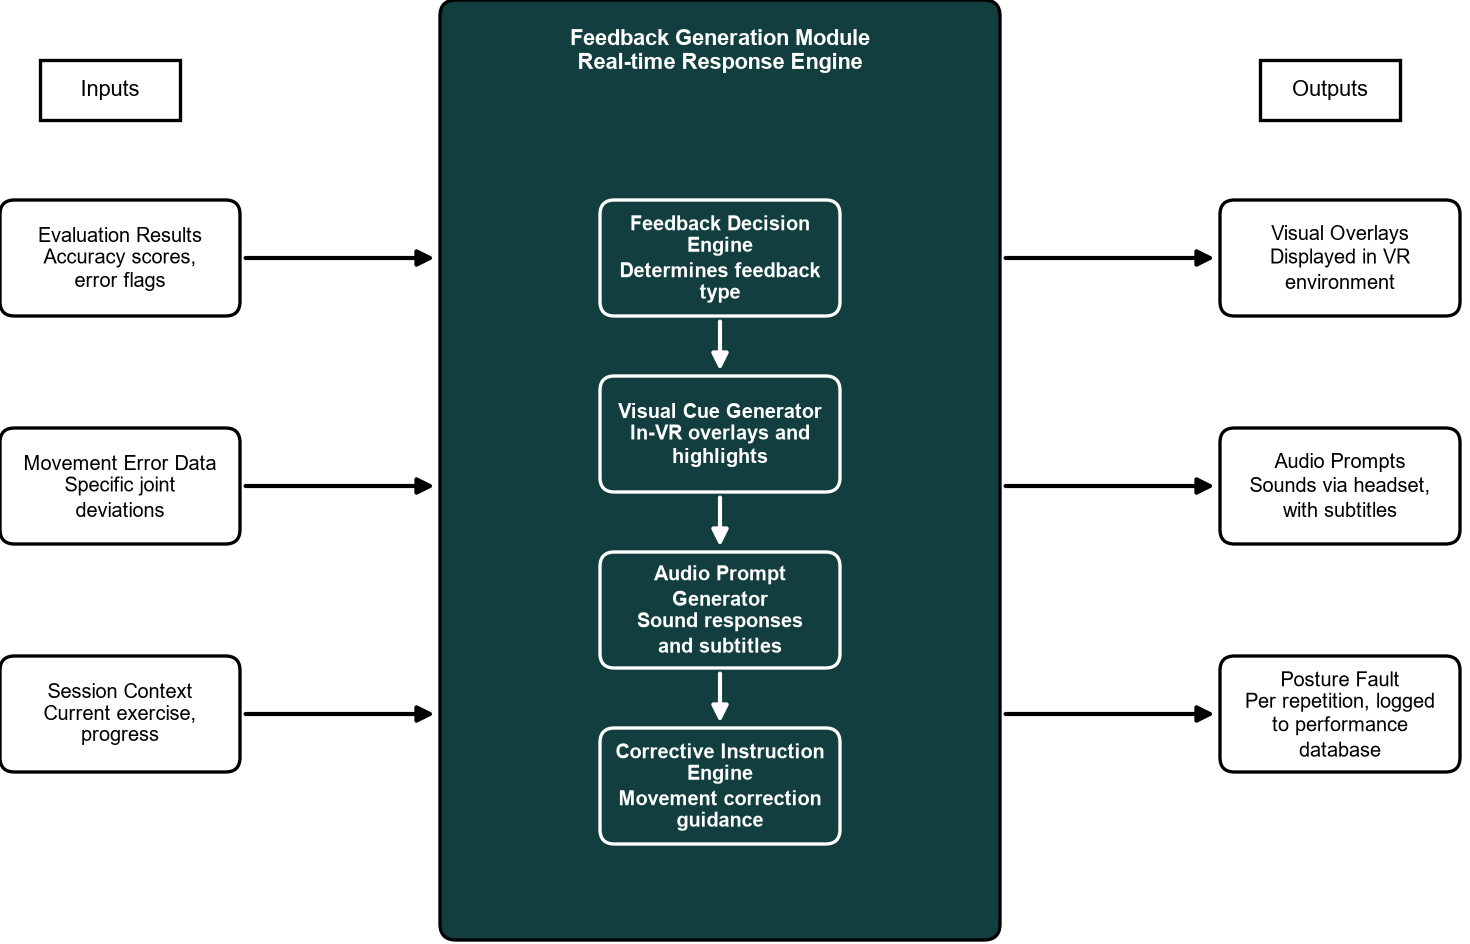 Feedback Generation Module
Real-time Response Engine
Inputs
Outputs
Evaluation Results
Accuracy scores,
error flags
Movement Error Data
Specific joint
deviations
Session Context
Current exercise,
progress
Feedback Decision
Engine
Determines feedback
type
Visual Cue Generator
In-VR overlays and
highlights
Audio Prompt
Generator
Sound responses
and subtitles
Corrective Instruction
Engine
Movement correction
guidance
Visual Overlays
Displayed in VR
environment
Audio Prompts
Sounds via headset,
with subtitles
Posture Fault
Per repetition, logged
to performance
database